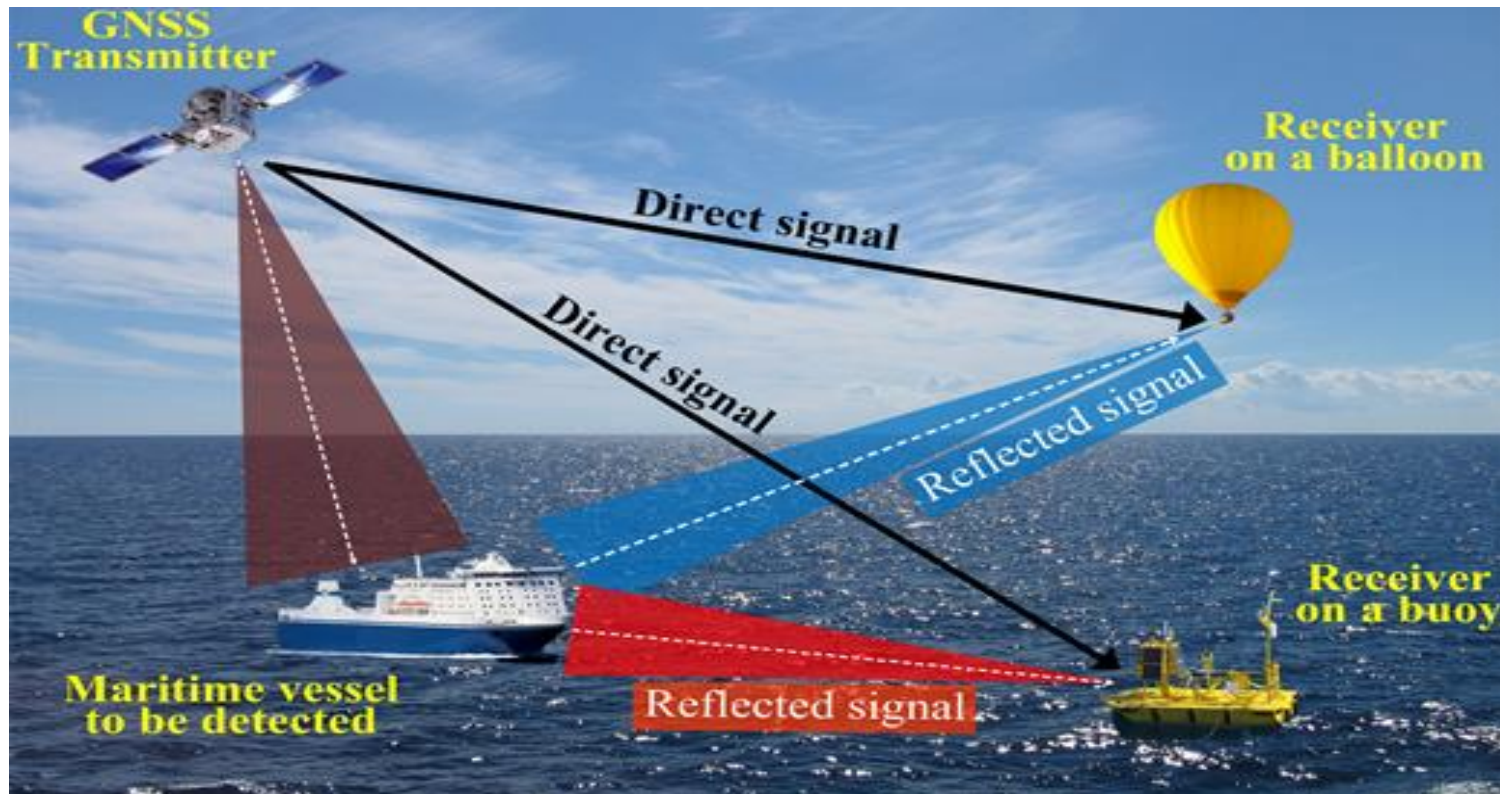 GNSS
Transmitter
Receiver
on a balloon
Direct signal
Direct signal
Reflected signal
Receiver
on a buoy
Maritime vessel
to be detected
Reflected signal